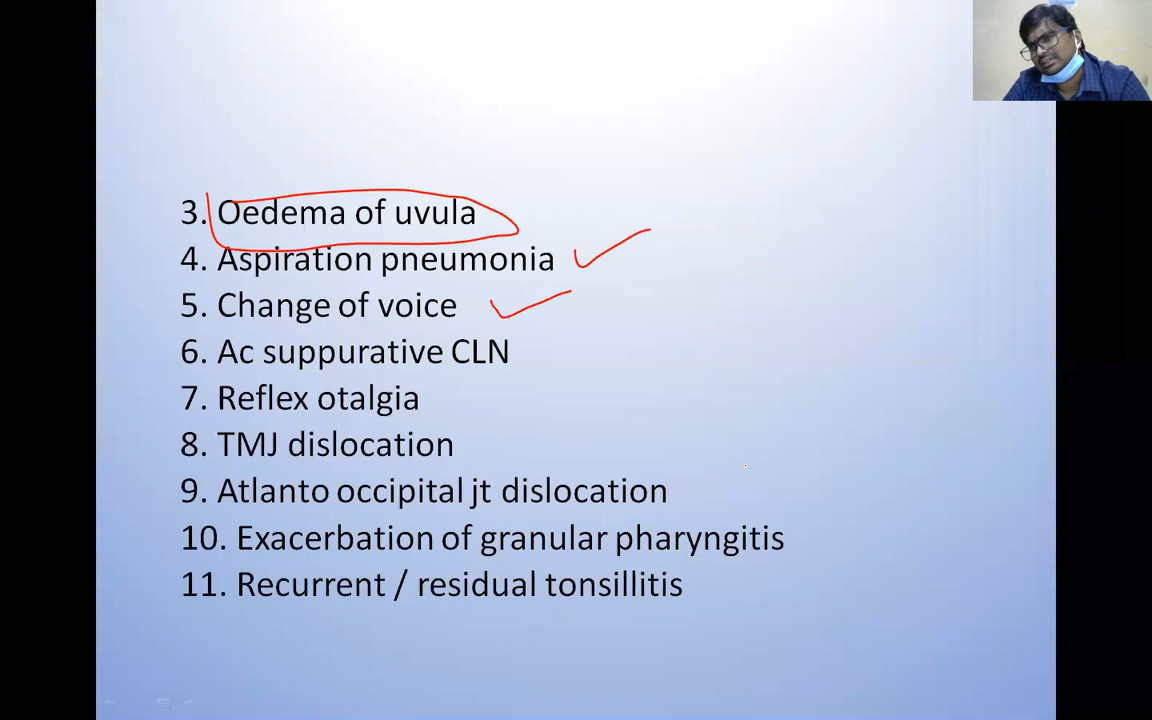 3. Oedema of uvula
4. Aspiration pneumonia
5. Change of voice
6. Ac suppurative CLN
7. Reflex otalgia
8. TMJ dislocation
9. Atlanto occipital jt dislocation
10. Exacerbation of granular pharyngitis
11. Recurrent / residual tonsillitis